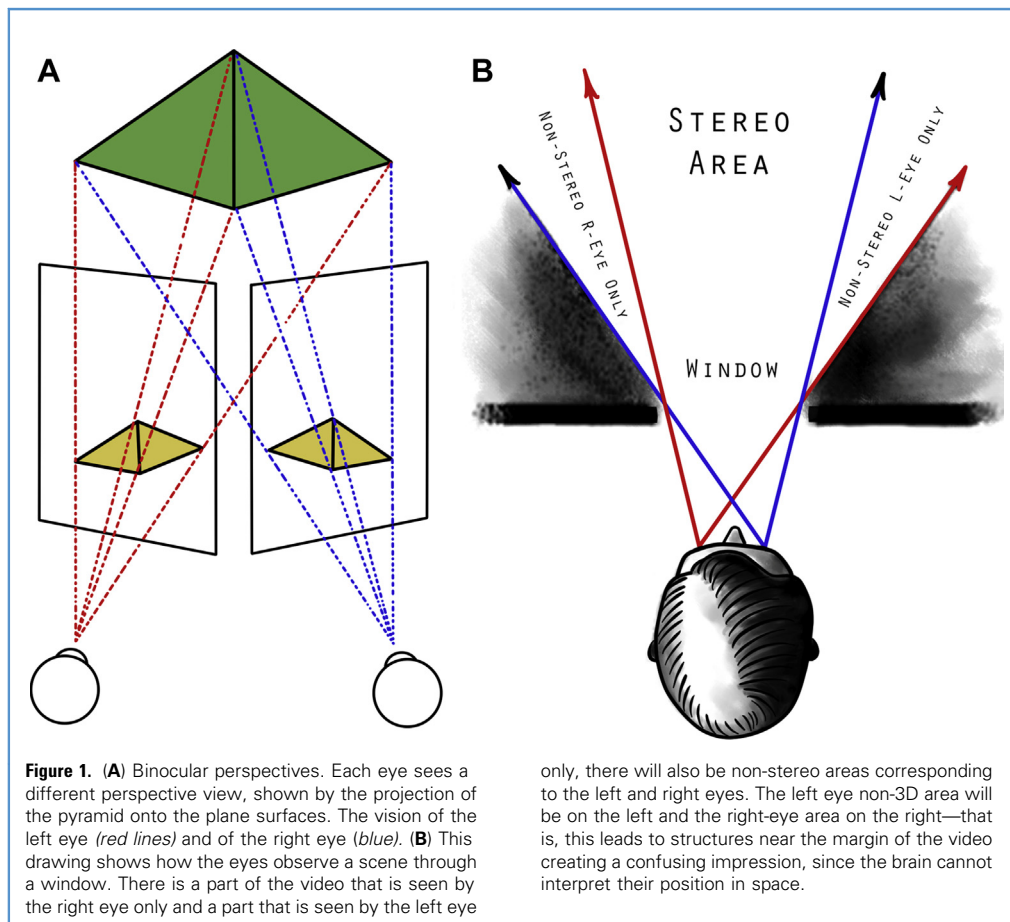 A
B
STEREO
AREA
NON-STEREO R-EYE ONLY
NON-STEREO L-EYE ONLY
WINDOW
Figure 1. (A) Binocular perspectives. Each eye sees a
different perspective view, shown by the projection of
the pyramid onto the plane surfaces. The vision of the
left eye (red lines) and of the right eye (blue). (B) This
drawing shows how the eyes observe a scene through
a window. There is a part of the video that is seen by
the right eye only and a part that is seen by the left eye
only, there will also be non-stereo areas corresponding
to the left and right eyes. The left eye non-3D area will
be on the left and the right-eye area on the right—that
is, this leads to structures near the margin of the video
creating a confusing impression, since the brain cannot
interpret their position in space.